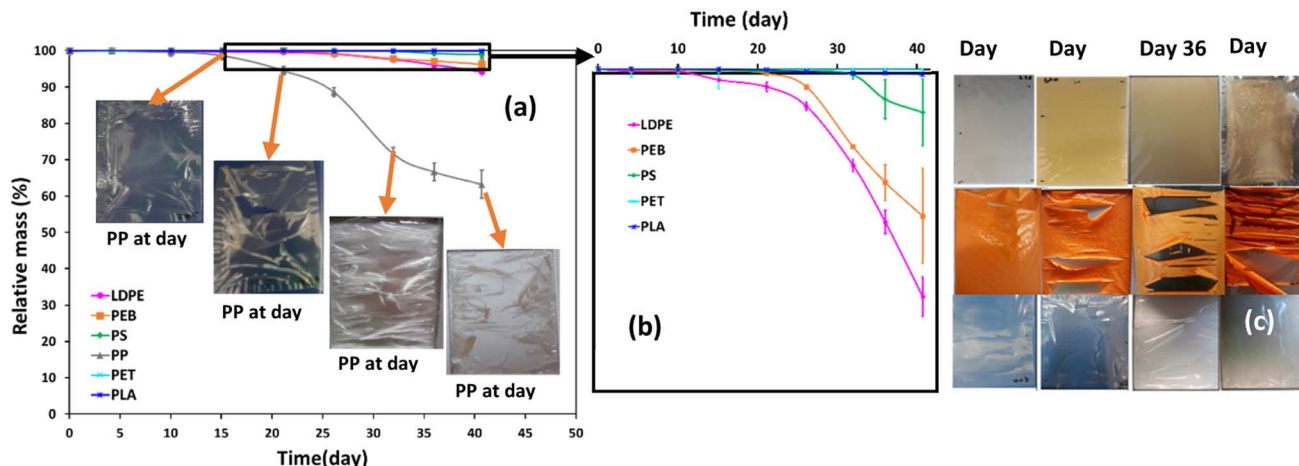 Relative mass (%)
100
90
80
70
60
50
40
30
20
10
0
0 5 10 15 20 25 30 35 40 45 50
Time(day)
(a)
PP at day
PP at day
PP at day
PP at day
LDPE
PEB
PS
PP
PET
PLA
Time (day)
0 10 20 30 40
LDPE
PEB
PS
PET
PLA
(b)
Day Day Day 36 Day
(c)